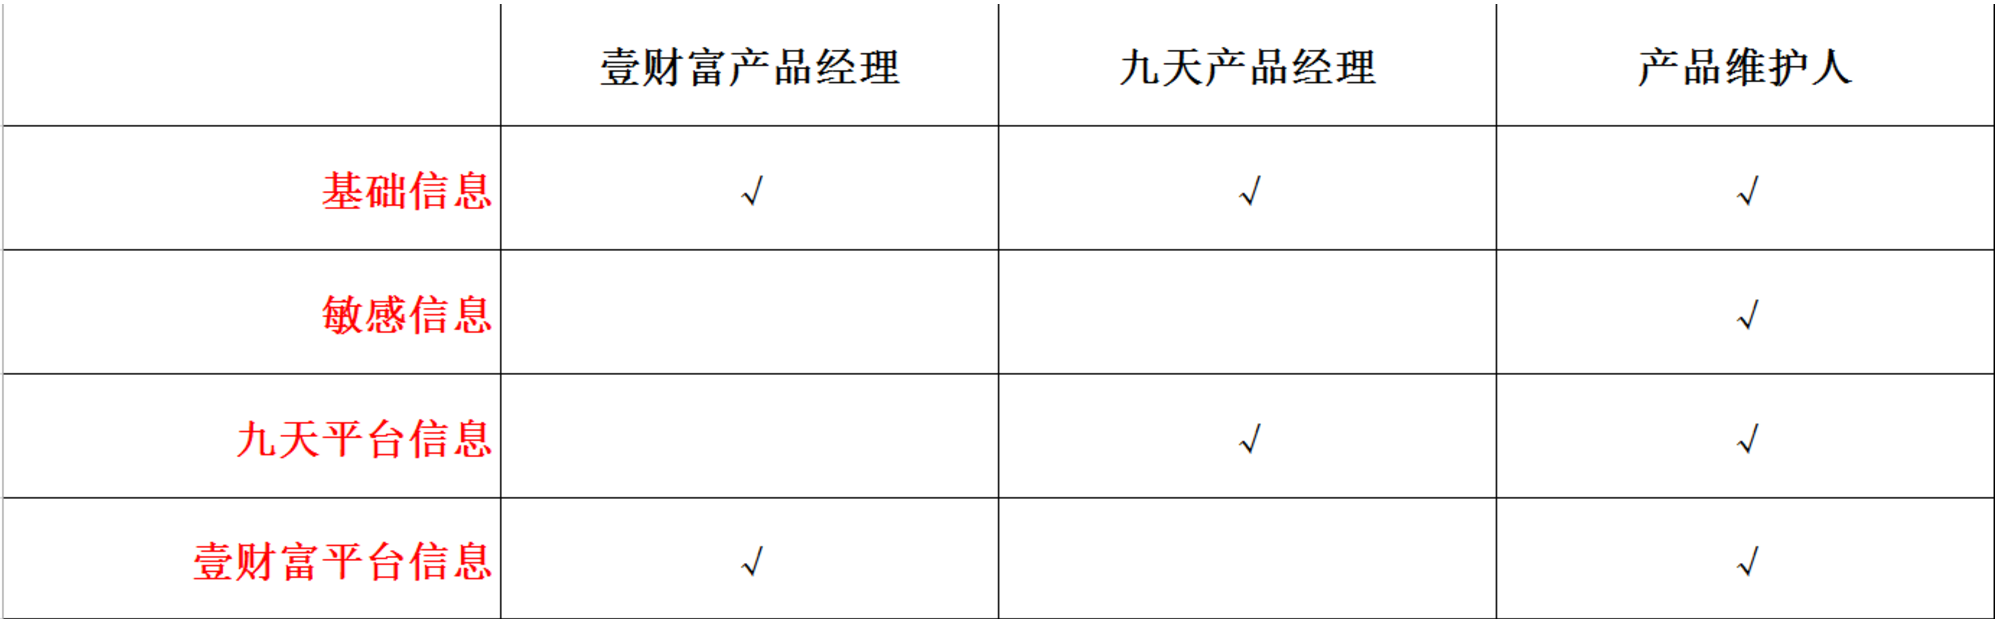 壹财富产品经理 九天产品经理 产品维护人
基础信息 √ √ √
敏感信息 √
九天平台信息 √ √
壹财富平台信息 √ √